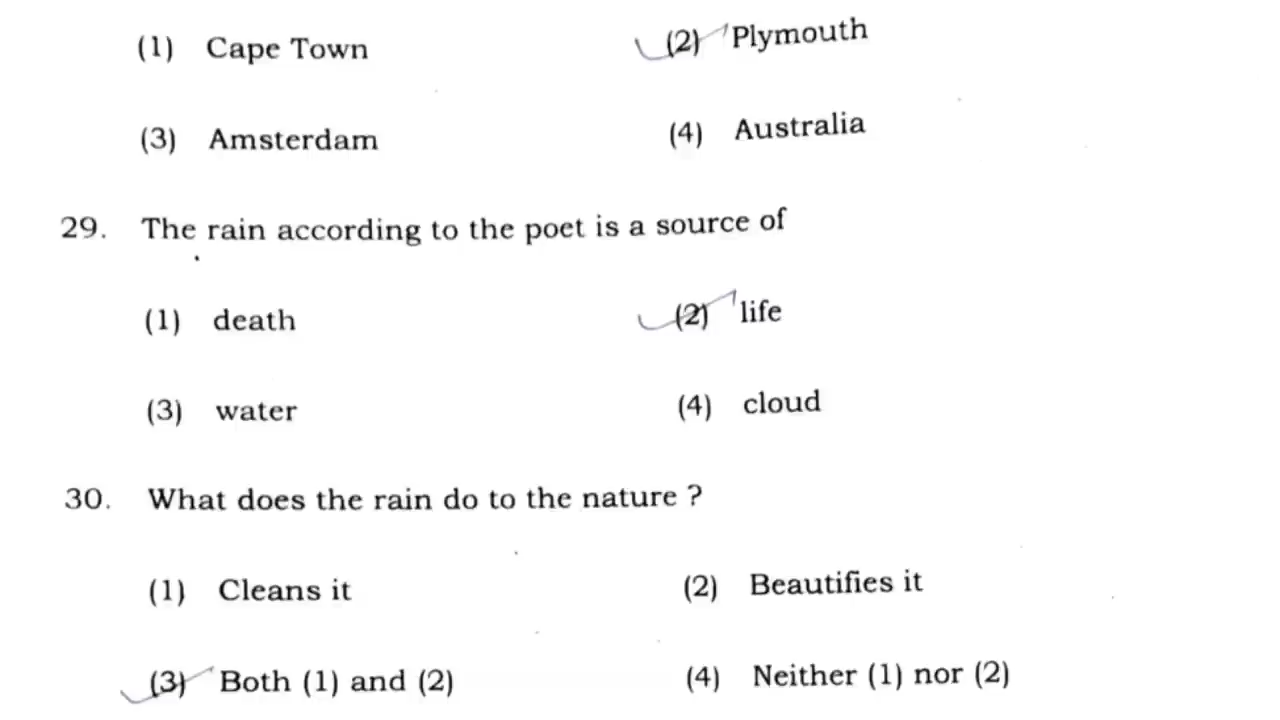 (1) Cape Town (2) Plymouth
(3) Amsterdam (4) Australia
29. The rain according to the poet is a source of
(1) death (2) life
(3) water (4) cloud
30. What does the rain do to the nature ?
(1) Cleans it (2) Beautifies it
(3) Both (1) and (2) (4) Neither (1) nor (2)